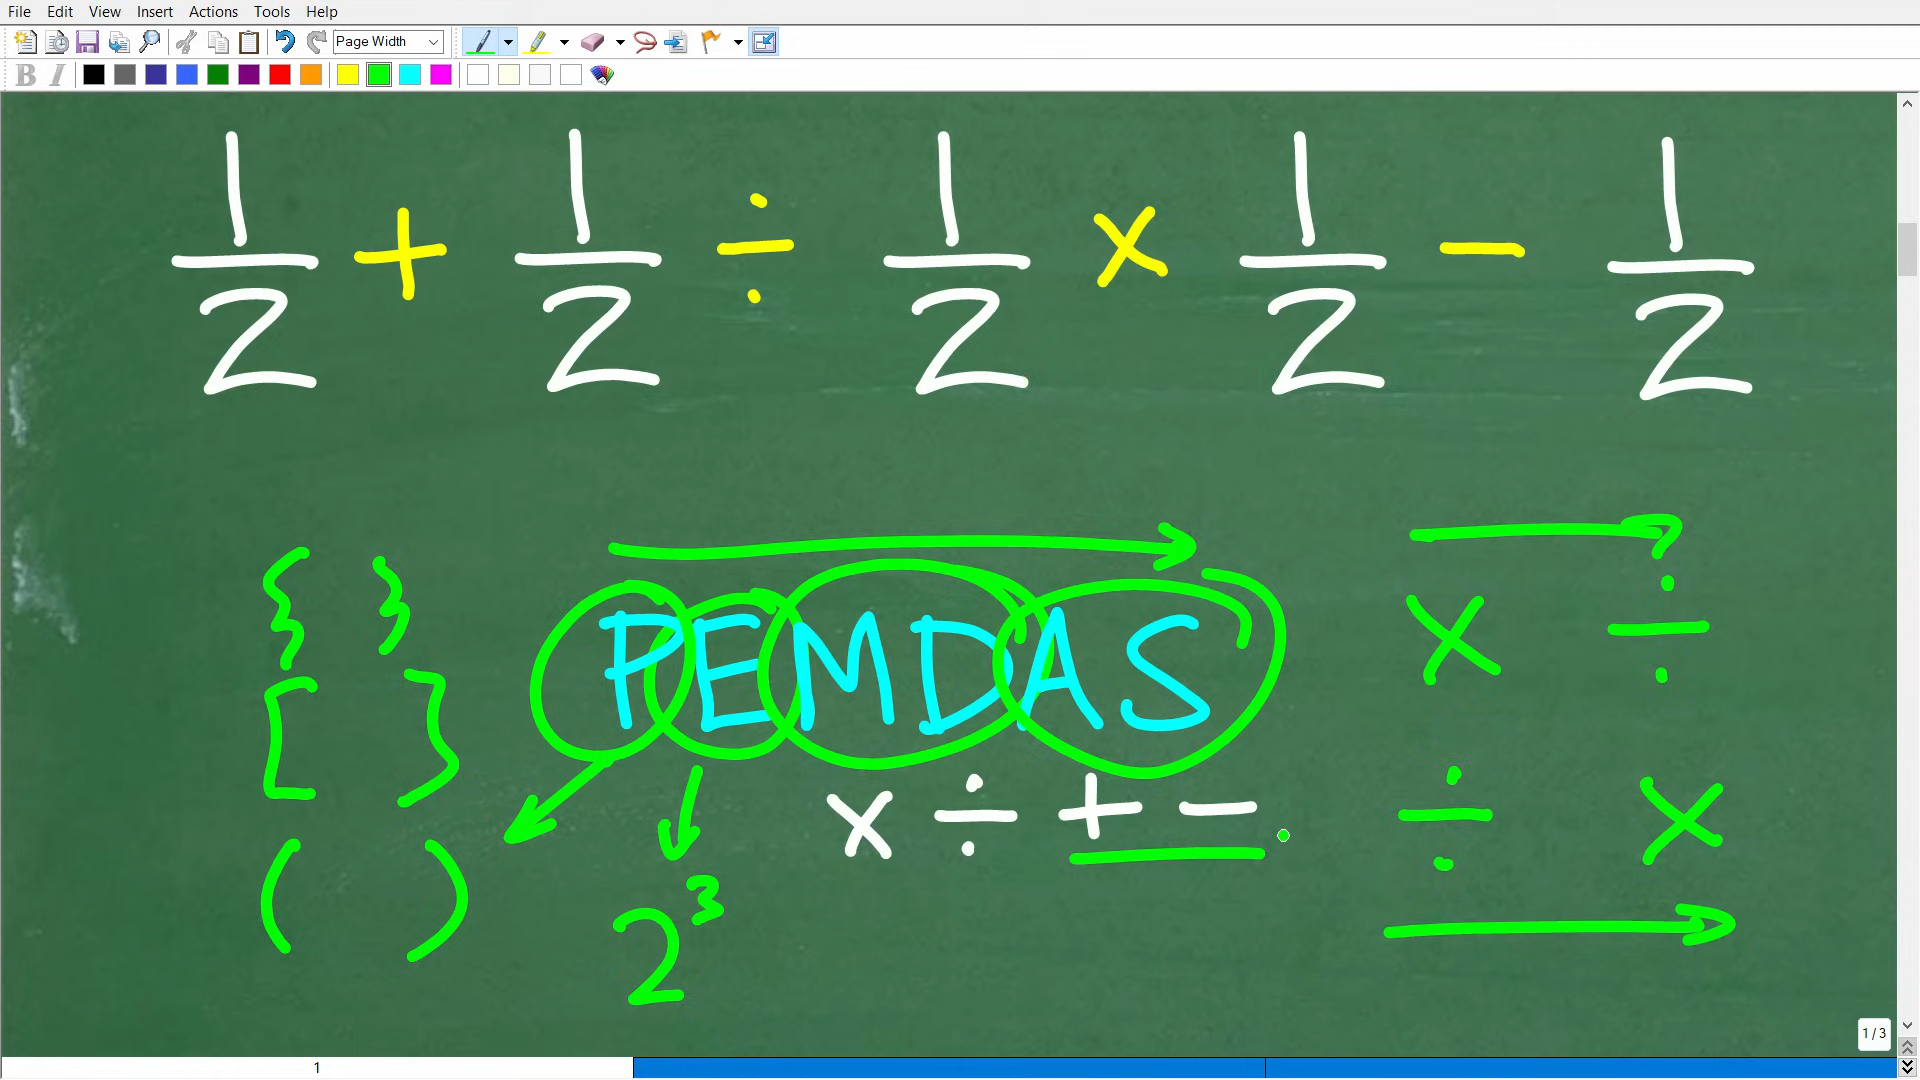 File Edit View Insert Actions Tools Help
Page Width
B I
1/2 + 1/2 ÷ 1/2 × 1/2 − 1/2
{ } PEMDAS × ÷
[ } × ÷ + − ÷ ×
( ) 2³
1 / 3
1